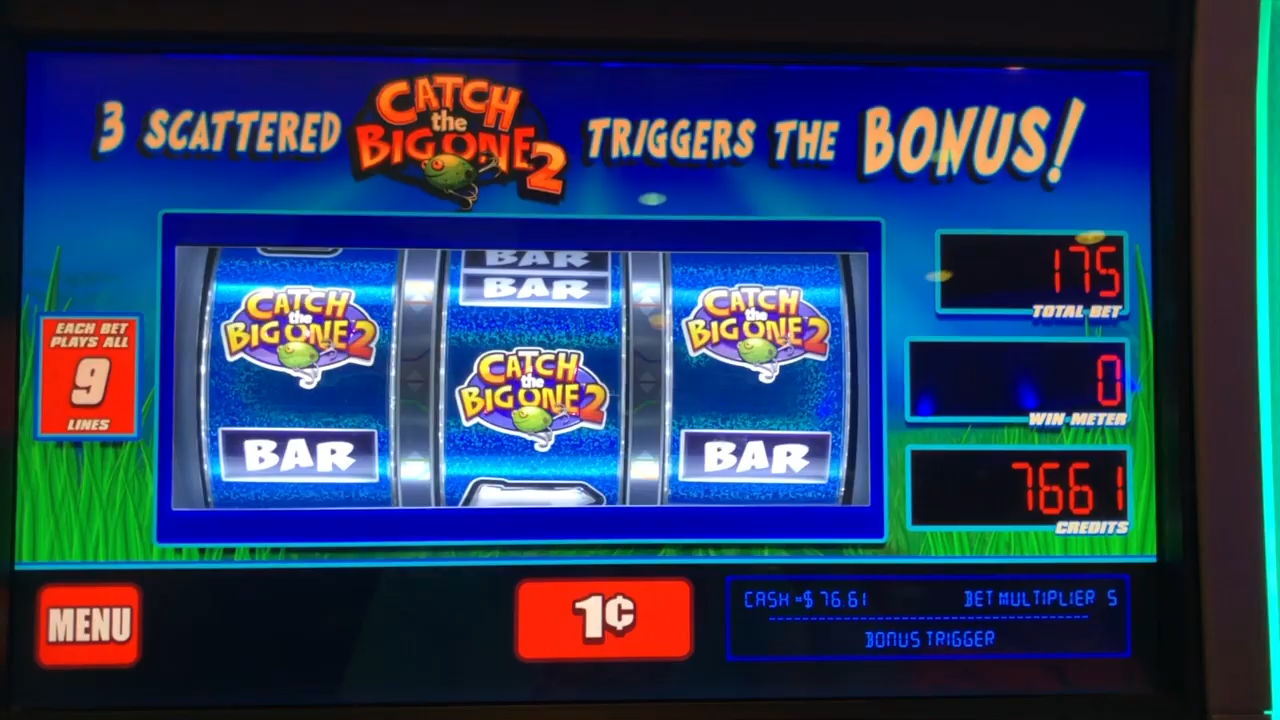 3 SCATTERED CATCH the BIG ONE 2 TRIGGERS THE BONUS!
BAR
BAR
CATCH
the
BIG ONE 2
CATCH
the
BIG ONE 2
CATCH
the
BIG ONE 2
BAR
BAR
EACH BET
PLAYS ALL
9
LINES
175
TOTAL BET
0
WIN METER
7661
CREDITS
MENU
1¢
CASH =$ 76.61 BET MULTIPLIER 5
BONUS TRIGGER